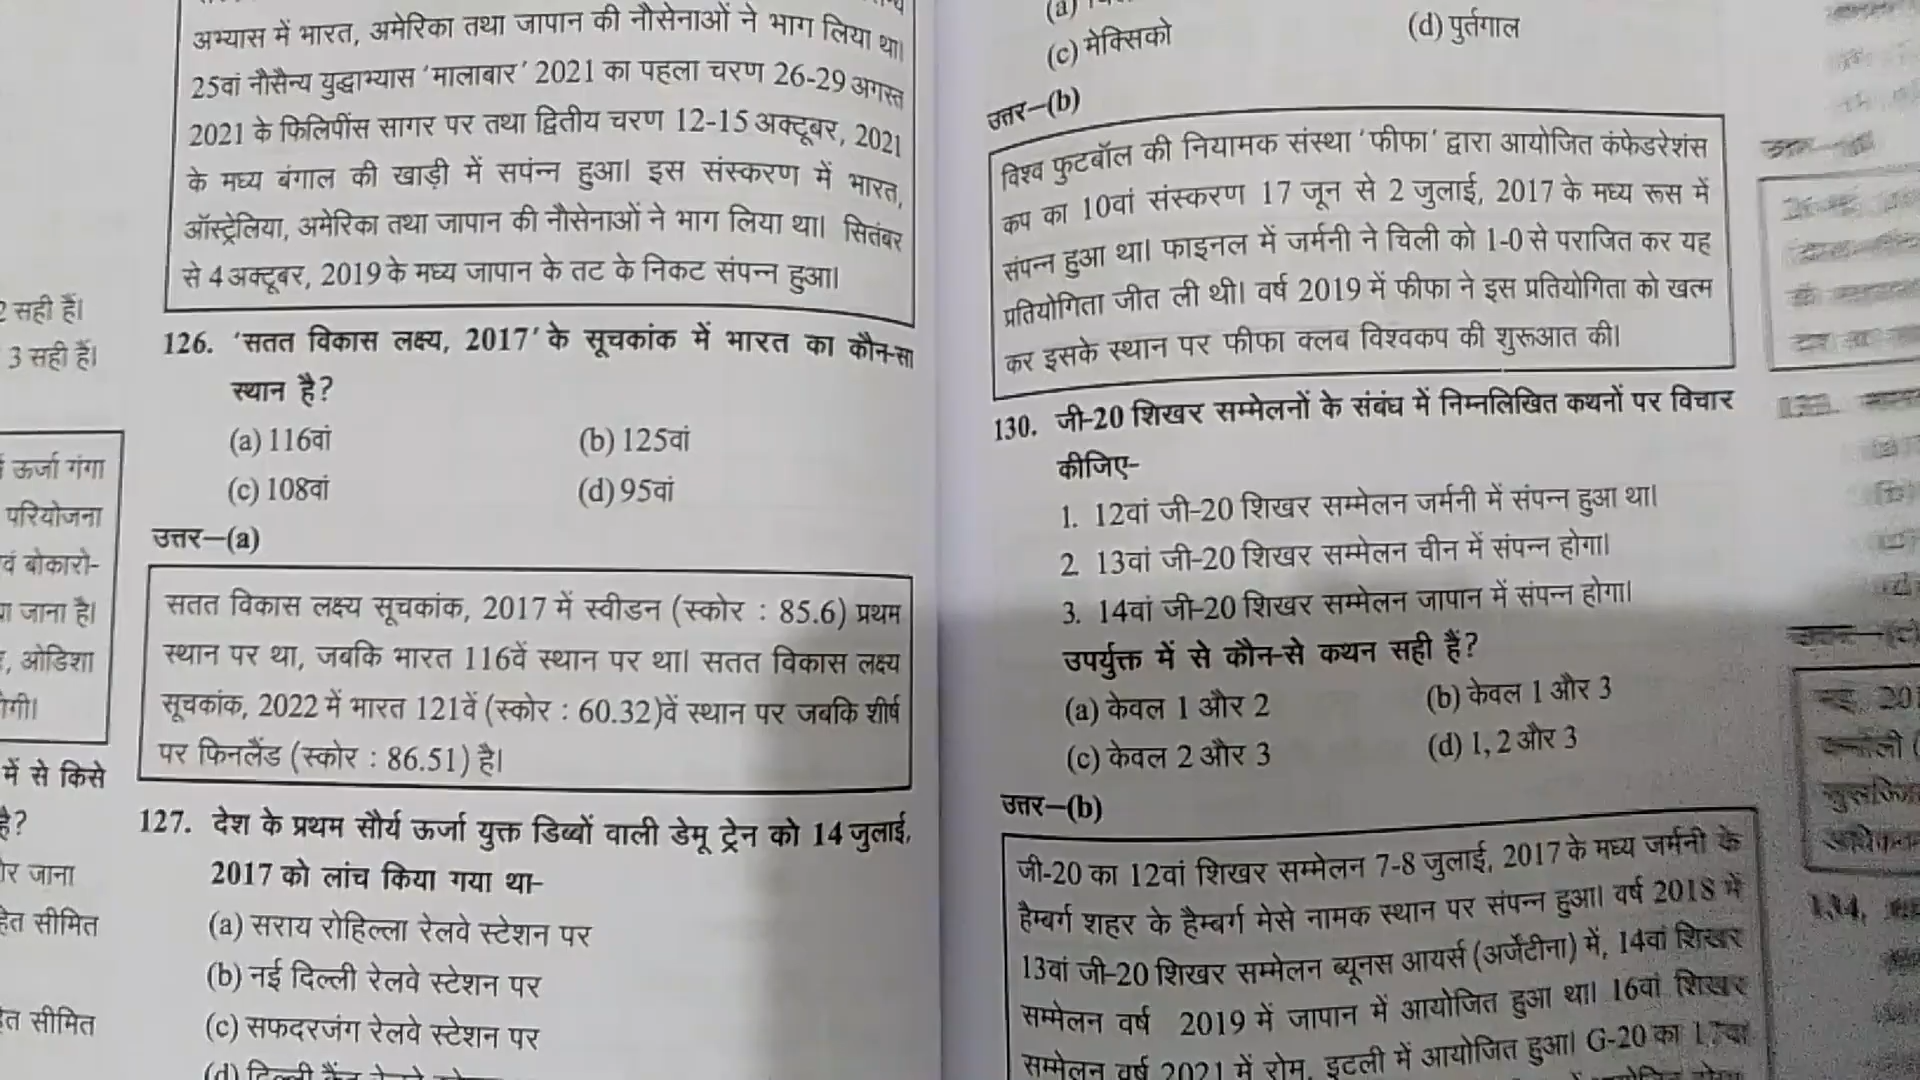 अभ्यास में भारत, अमेरिका तथा जापान की नौसेनाओं ने भाग लिया था।
25वां नौसैन्य युद्धाभ्यास 'मालाबार' 2021 का पहला चरण 26-29 अगस्त
2021 के फिलिपींस सागर पर तथा द्वितीय चरण 12-15 अक्टूबर, 2021
के मध्य बंगाल की खाड़ी में सपंन्न हुआ। इस संस्करण में भारत,
ऑस्ट्रेलिया, अमेरिका तथा जापान की नौसेनाओं ने भाग लिया था। सितंबर
से 4 अक्टूबर, 2019 के मध्य जापान के तट के निकट संपन्न हुआ।
126. 'सतत विकास लक्ष्य, 2017' के सूचकांक में भारत का कौन-सा
स्थान है?
(a) 116वां (b) 125वां
(c) 108वां (d) 95वां
उत्तर—(a)
सतत विकास लक्ष्य सूचकांक, 2017 में स्वीडन (स्कोर : 85.6) प्रथम
स्थान पर था, जबकि भारत 116वें स्थान पर था। सतत विकास लक्ष्य
सूचकांक, 2022 में भारत 121वें (स्कोर : 60.32)वें स्थान पर जबकि शीर्ष
पर फिनलैंड (स्कोर : 86.51) है।
127. देश के प्रथम सौर्य ऊर्जा युक्त डिब्बों वाली डेमू ट्रेन को 14 जुलाई,
2017 को लांच किया गया था-
(a) सराय रोहिल्ला रेलवे स्टेशन पर
(b) नई दिल्ली रेलवे स्टेशन पर
(c) सफदरजंग रेलवे स्टेशन पर
सही हैं।
3 सही हैं।
ऊर्जा गंगा
परियोजना
वं बोकारो-
जाना है।
, ओडिशा
में से किसे
है?
जाना
सीमित
सीमित
(c) मेक्सिको (d) पुर्तगाल
उत्तर—(b)
विश्व फुटबॉल की नियामक संस्था 'फीफा' द्वारा आयोजित कंफेडरेशंस
कप का 10वां संस्करण 17 जून से 2 जुलाई, 2017 के मध्य रूस में
संपन्न हुआ था। फाइनल में जर्मनी ने चिली को 1-0 से पराजित कर यह
प्रतियोगिता जीत ली थी। वर्ष 2019 में फीफा ने इस प्रतियोगिता को खत्म
कर इसके स्थान पर फीफा क्लब विश्वकप की शुरूआत की।
130. जी-20 शिखर सम्मेलनों के संबंध में निम्नलिखित कथनों पर विचार
कीजिए-
1. 12वां जी-20 शिखर सम्मेलन जर्मनी में संपन्न हुआ था।
2. 13वां जी-20 शिखर सम्मेलन चीन में संपन्न होगा।
3. 14वां जी-20 शिखर सम्मेलन जापान में संपन्न होगा।
उपर्युक्त में से कौन-से कथन सही हैं?
(a) केवल 1 और 2 (b) केवल 1 और 3
(c) केवल 2 और 3 (d) 1, 2 और 3
उत्तर—(b)
जी-20 का 12वां शिखर सम्मेलन 7-8 जुलाई, 2017 के मध्य जर्मनी के
हैम्बर्ग शहर के हैम्बर्ग मेसे नामक स्थान पर संपन्न हुआ। वर्ष 2018 में
13वां जी-20 शिखर सम्मेलन ब्यूनस आयर्स (अर्जेंटीना) में, 14वां शिखर
सम्मेलन वर्ष 2019 में जापान में आयोजित हुआ था। 16वां शिखर
सम्मेलन वर्ष 2021 में रोम, इटली में आयोजित हुआ। G-20 का 17वां